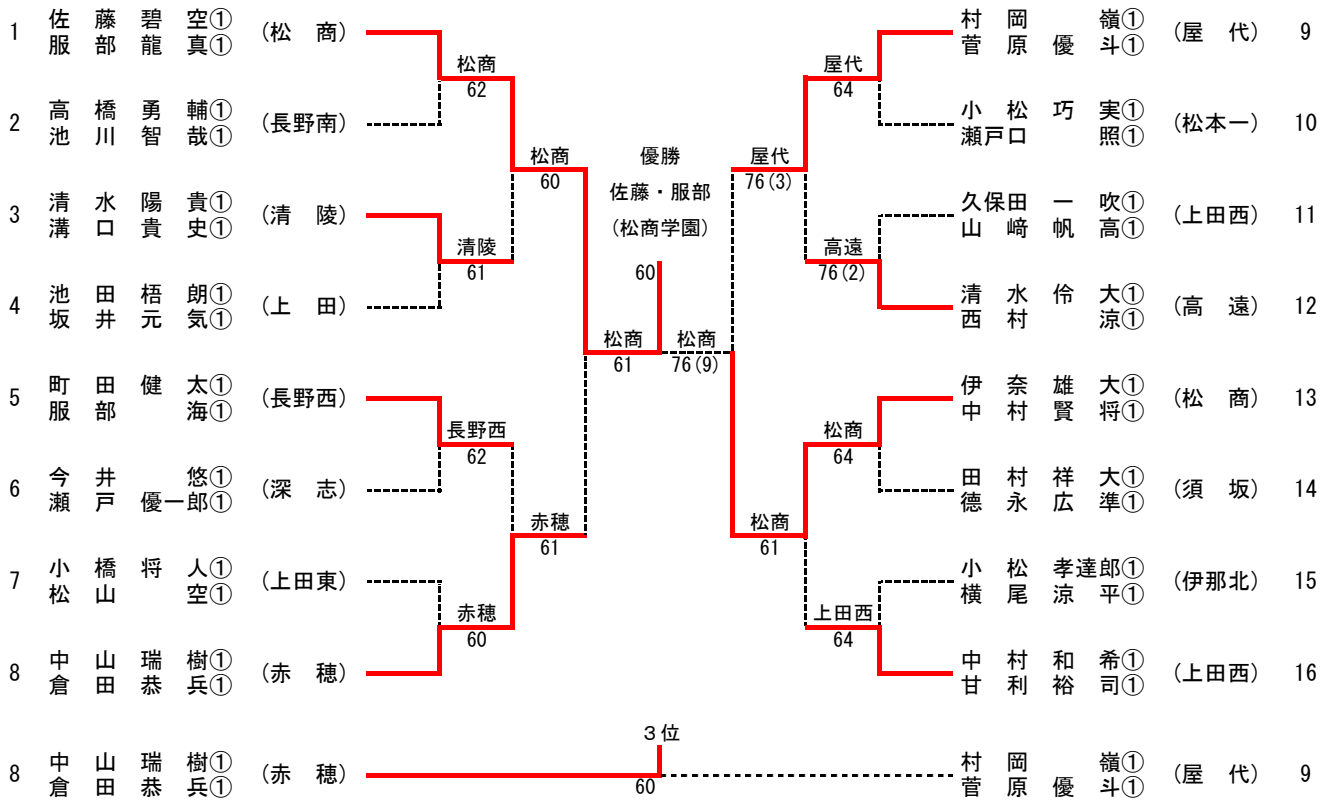 1 佐藤碧空① (松商)
服部龍真①
2 高橋勇輔① (長野南)
池川智哉①
3 清水陽貴① (清陵)
溝口貴史①
4 池田梧朗① (上田)
坂井元気①
5 町田健太① (長野西)
服部海①
6 今井悠① (深志)
瀬戸優一郎①
7 小橋将人① (上田東)
松山空①
8 中山瑞樹① (赤穂)
倉田恭兵①
松商
62
清陵
61
長野西
62
赤穂
60
松商
60
赤穂
61
松商
61
優勝
佐藤・服部
(松商学園)
60
松商
76(9)
屋代
76(3)
松商
61
屋代
64
高遠
76(2)
松商
64
上田西
64
村岡嶺① (屋代) 9
菅原優斗①
小松巧実① (松本一) 10
瀬戸口照①
久保田一吹① (上田西) 11
山﨑帆高①
清水伶大① (高遠) 12
西村涼①
伊奈雄大① (松商) 13
中村賢将①
田村祥大① (須坂) 14
德永広準①
小松孝達郎① (伊那北) 15
横尾涼平①
中村和希① (上田西) 16
甘利裕司①
3位
8 中山瑞樹① (赤穂)
倉田恭兵①
60
村岡嶺① (屋代) 9
菅原優斗①